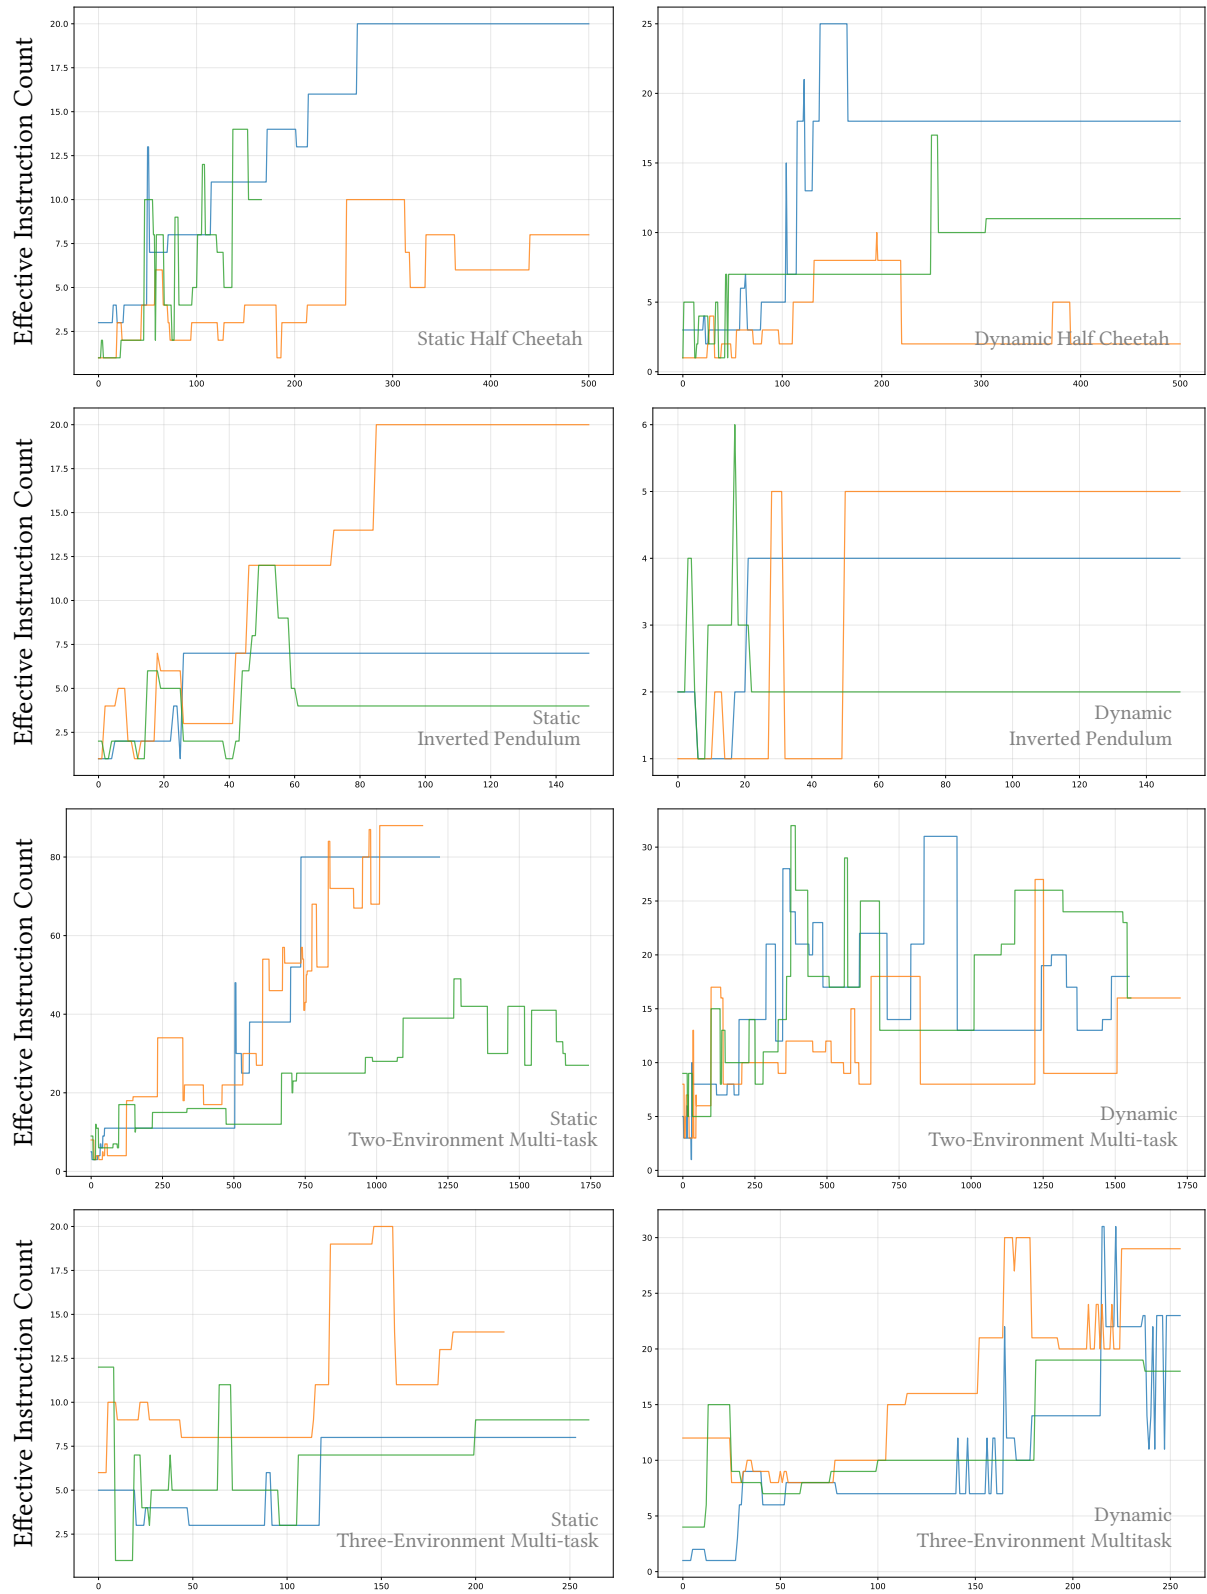 Effective Instruction Count
20.0
17.5
15.0
12.5
10.0
7.5
5.0
2.5
0 100 200 300 400 500
Static Half Cheetah
25
20
15
10
5
0
0 100 200 300 400 500
Dynamic Half Cheetah
Effective Instruction Count
20.0
17.5
15.0
12.5
10.0
7.5
5.0
2.5
0 20 40 60 80 100 120 140
Static
Inverted Pendulum
6
5
4
3
2
1
0 20 40 60 80 100 120 140
Dynamic
Inverted Pendulum
Effective Instruction Count
80
60
40
20
0
0 250 500 750 1000 1250 1500 1750
Static
Two-Environment Multi-task
30
25
20
15
10
5
0
0 250 500 750 1000 1250 1500 1750
Dynamic
Two-Environment Multi-task
Effective Instruction Count
20.0
17.5
15.0
12.5
10.0
7.5
5.0
2.5
0 50 100 150 200 250
Static
Three-Environment Multi-task
30
25
20
15
10
5
0
0 50 100 150 200 250
Dynamic
Three-Environment Multitask